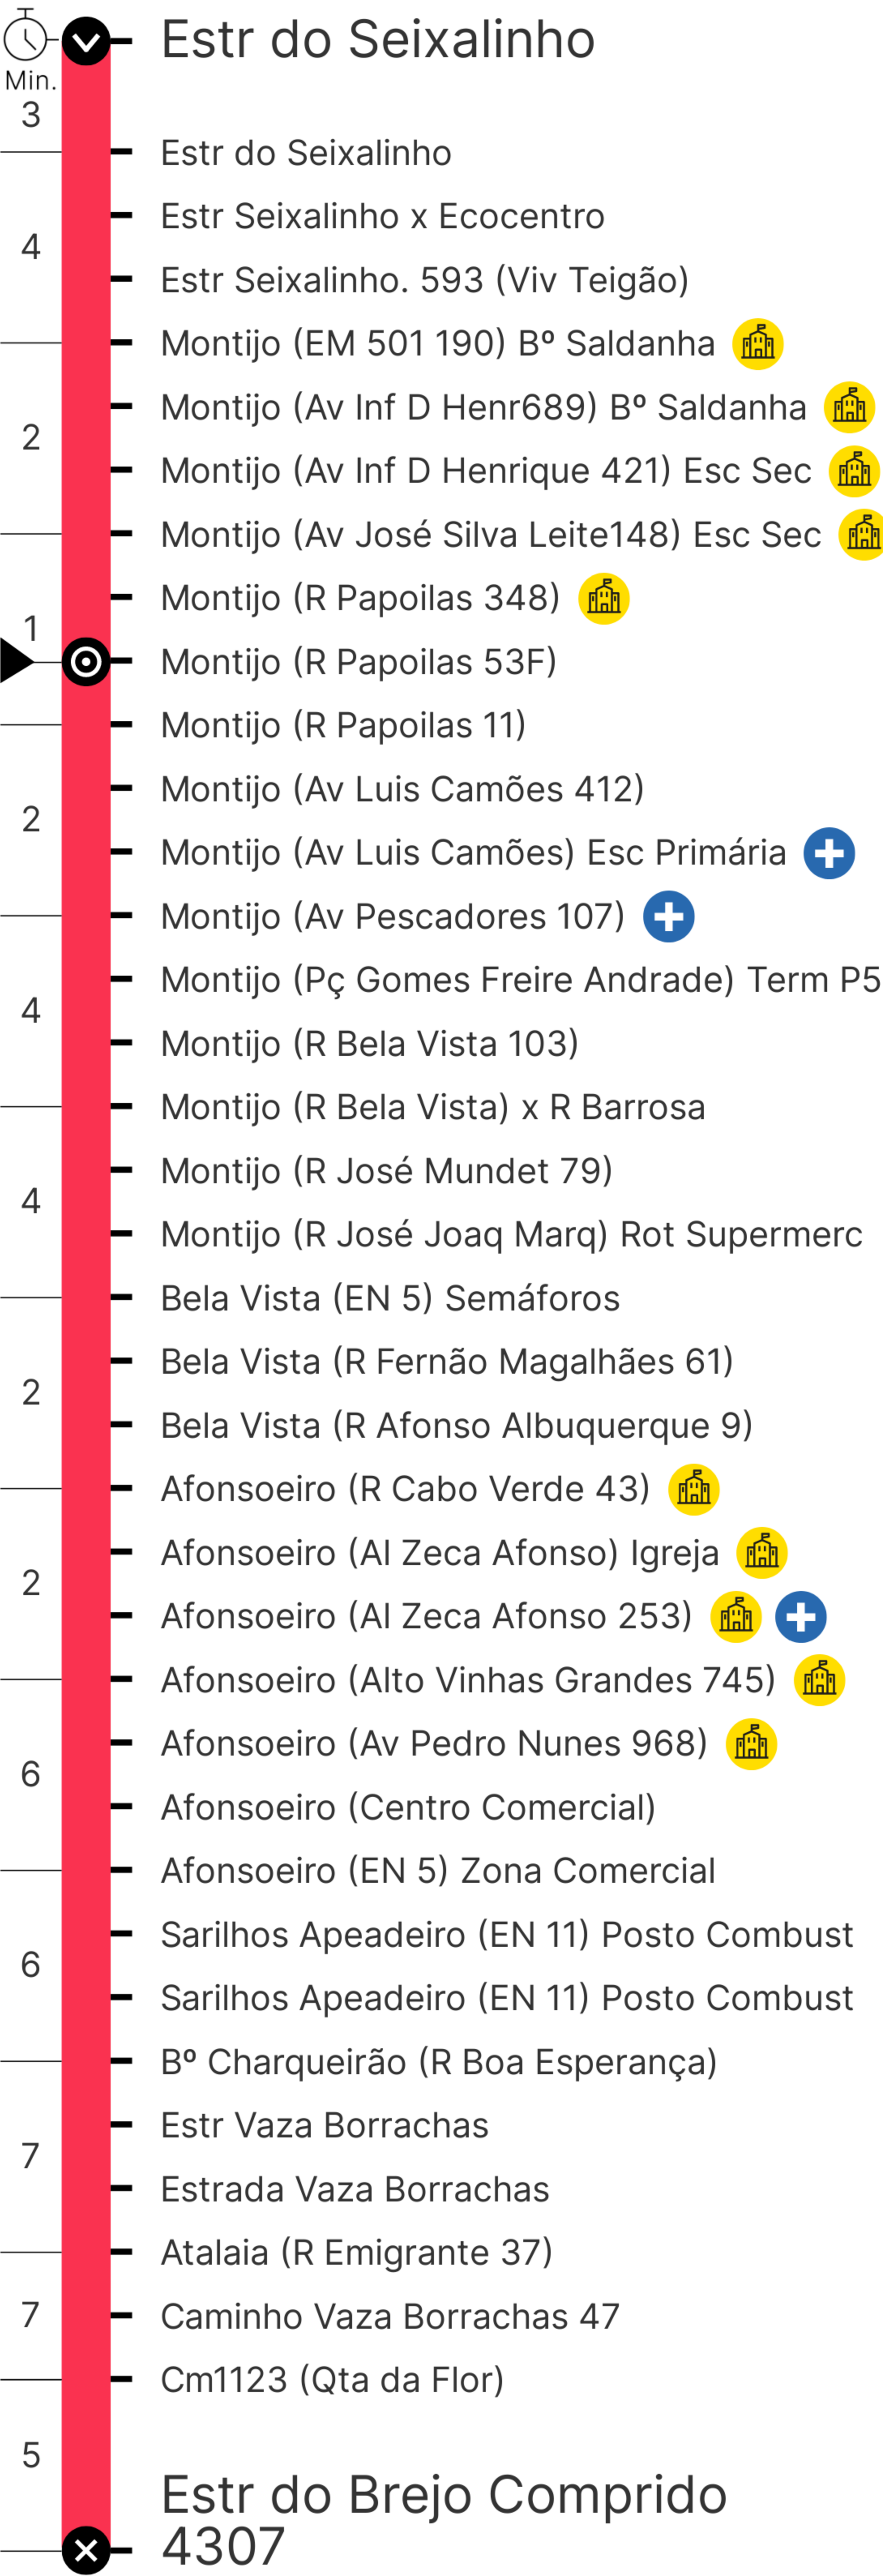 Estr do Seixalinho
Min.
3
Estr do Seixalinho
Estr Seixalinho x Ecocentro
4
Estr Seixalinho. 593 (Viv Teigão)
Montijo (EM 501 190) Bº Saldanha
Montijo (Av Inf D Henr689) Bº Saldanha
2
Montijo (Av Inf D Henrique 421) Esc Sec
Montijo (Av José Silva Leite148) Esc Sec
Montijo (R Papoilas 348)
1
Montijo (R Papoilas 53F)
Montijo (R Papoilas 11)
Montijo (Av Luis Camões 412)
2
Montijo (Av Luis Camões) Esc Primária
Montijo (Av Pescadores 107)
Montijo (Pç Gomes Freire Andrade) Term P5
4
Montijo (R Bela Vista 103)
Montijo (R Bela Vista) x R Barrosa
Montijo (R José Mundet 79)
4
Montijo (R José Joaq Marq) Rot Supermerc
Bela Vista (EN 5) Semáforos
Bela Vista (R Fernão Magalhães 61)
2
Bela Vista (R Afonso Albuquerque 9)
Afonsoeiro (R Cabo Verde 43)
Afonsoeiro (Al Zeca Afonso) Igreja
2
Afonsoeiro (Al Zeca Afonso 253)
Afonsoeiro (Alto Vinhas Grandes 745)
Afonsoeiro (Av Pedro Nunes 968)
6
Afonsoeiro (Centro Comercial)
Afonsoeiro (EN 5) Zona Comercial
Sarilhos Apeadeiro (EN 11) Posto Combust
6
Sarilhos Apeadeiro (EN 11) Posto Combust
Bº Charqueirão (R Boa Esperança)
Estr Vaza Borrachas
7
Estrada Vaza Borrachas
Atalaia (R Emigrante 37)
7
Caminho Vaza Borrachas 47
Cm1123 (Qta da Flor)
5
Estr do Brejo Comprido
4307